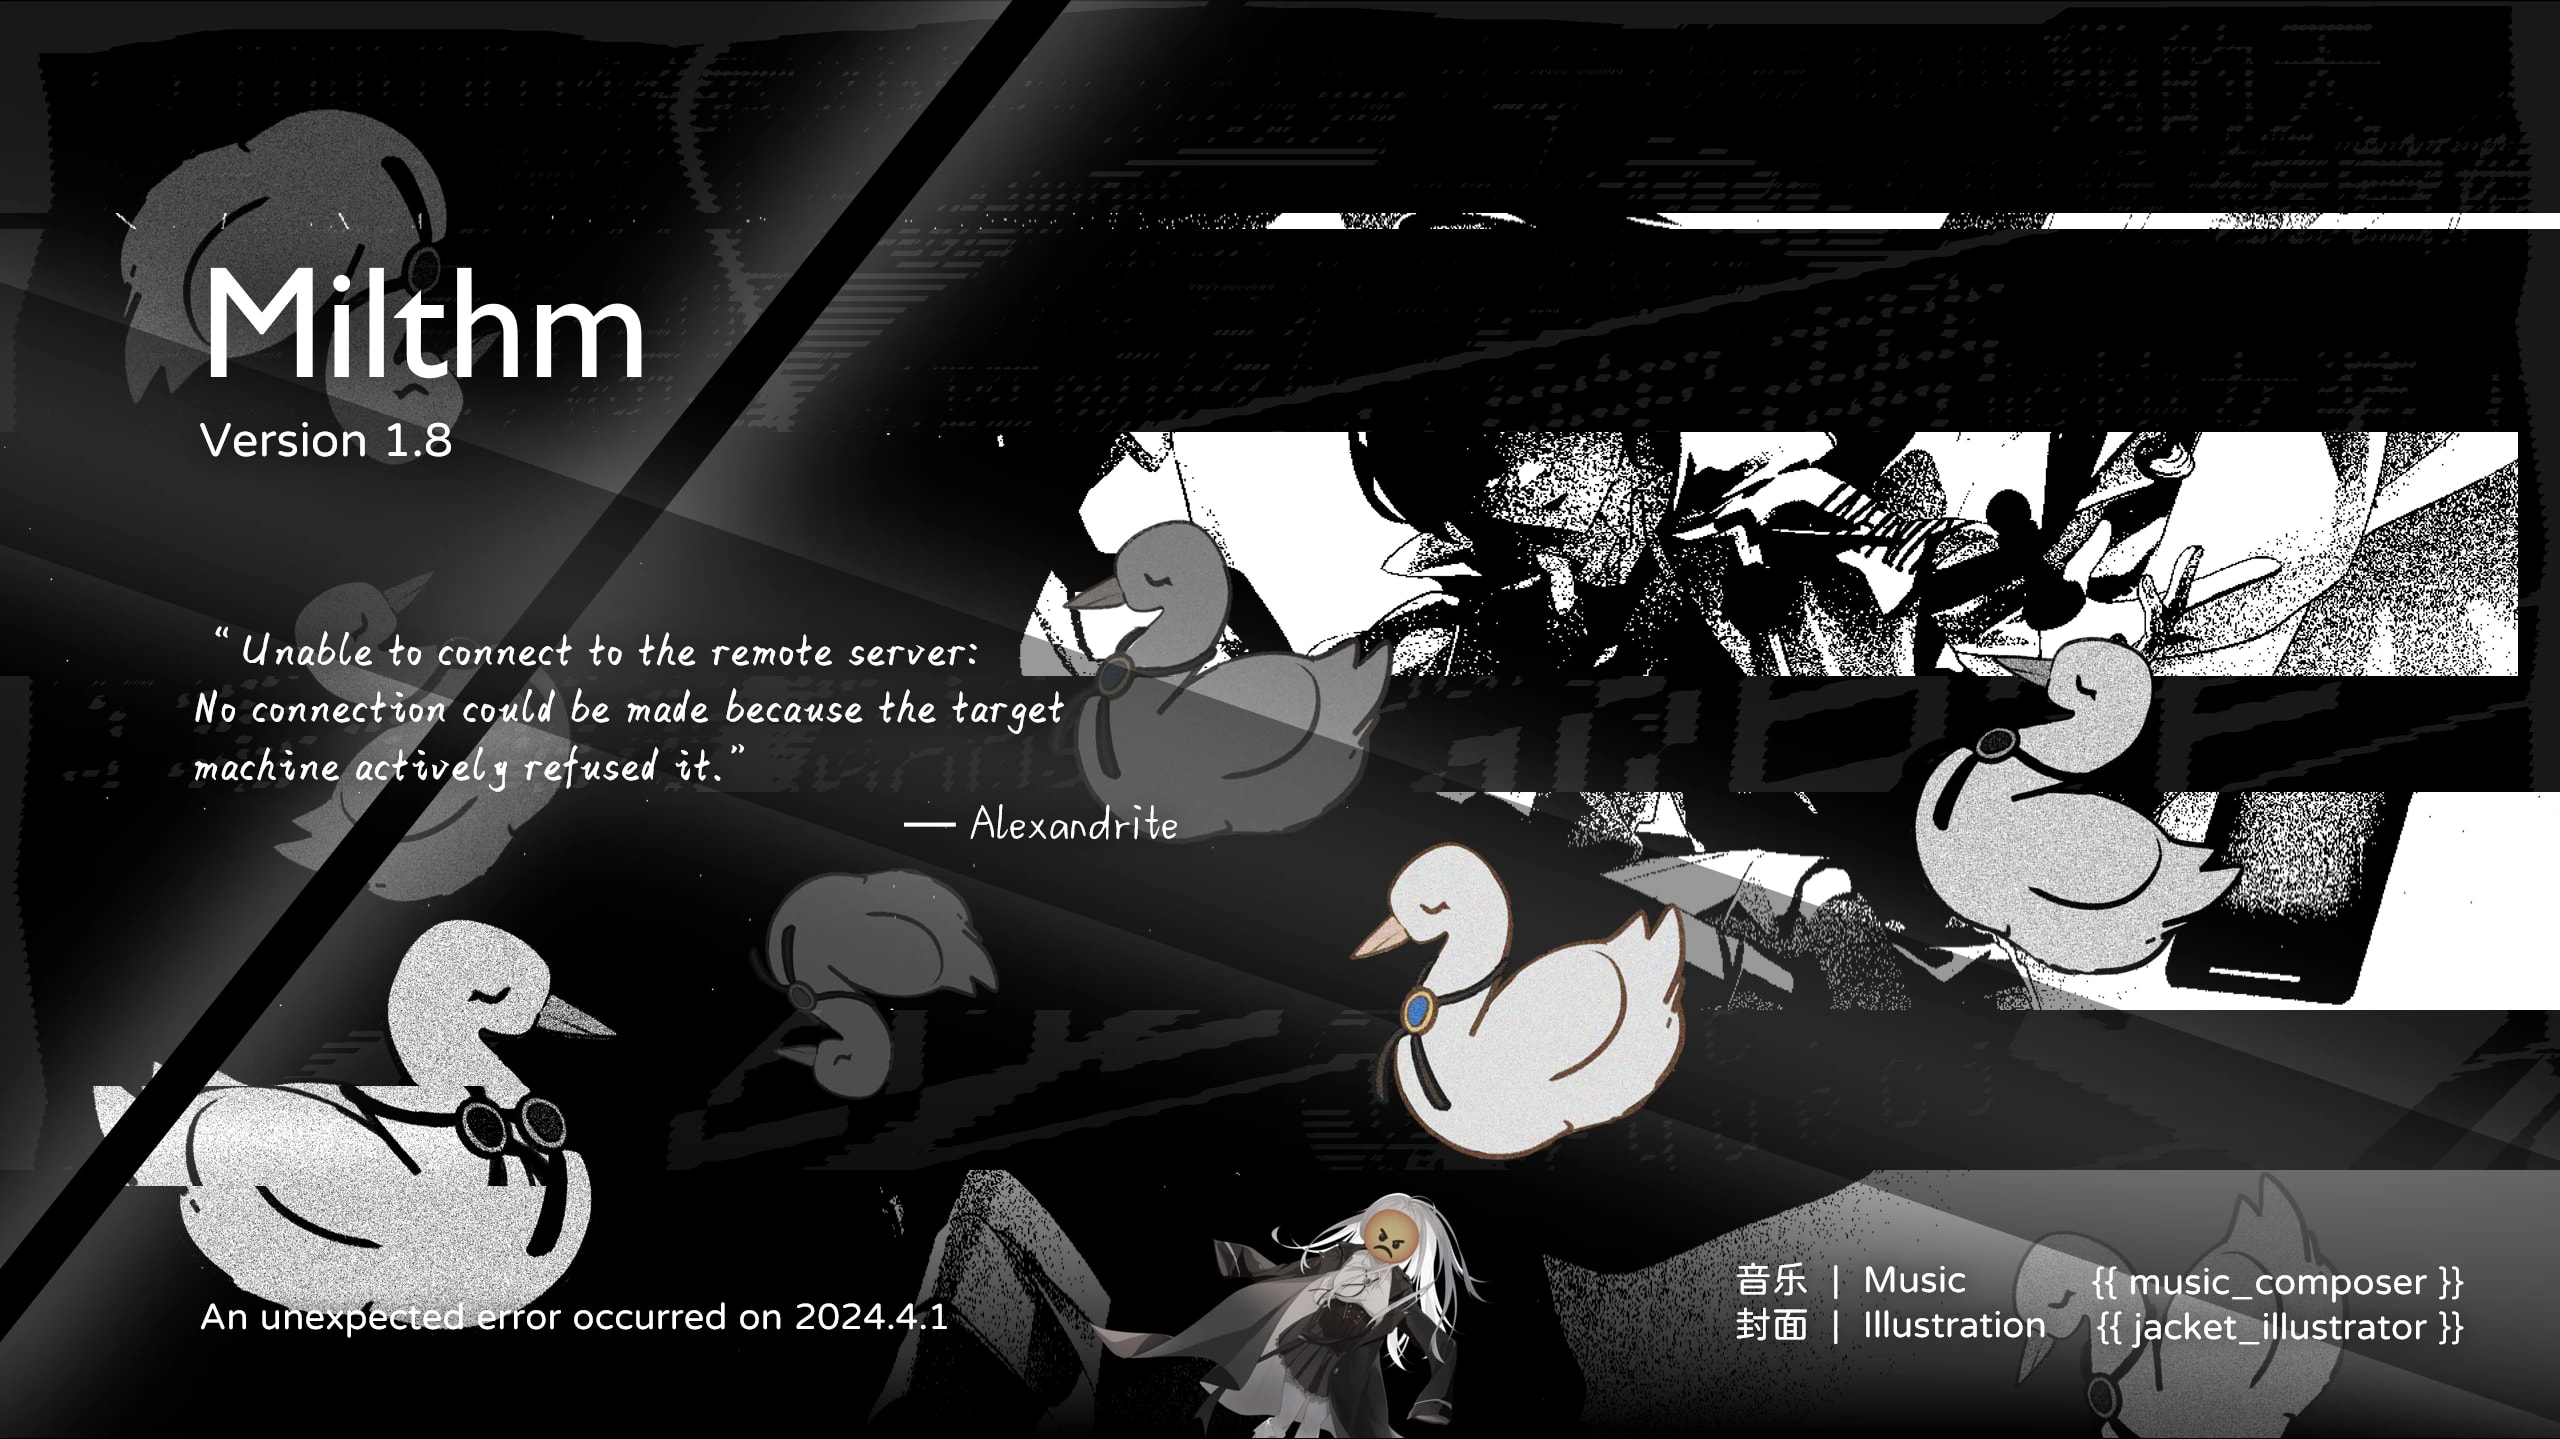 Milthm
Version 1.8
“ Unable to connect to the remote server:
No connection could be made because the target
machine actively refused it.”
— Alexandrite
An unexpected error occurred on 2024.4.1
音乐 | Music {{ music_composer }}
封面 | Illustration {{ jacket_illustrator }}